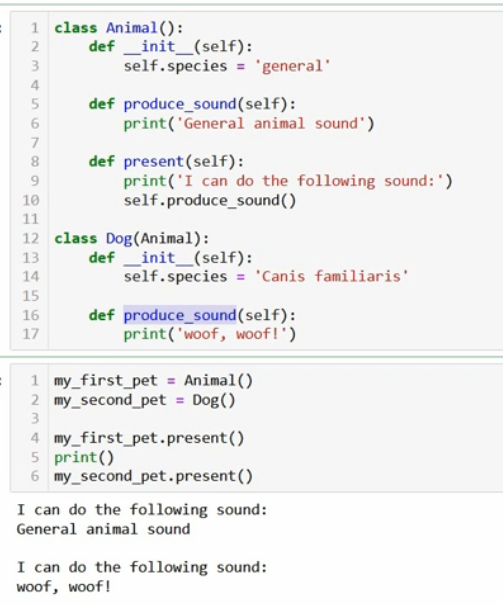 1 class Animal():
2     def __init__(self):
3         self.species = 'general'
4
5     def produce_sound(self):
6         print('General animal sound')
7
8     def present(self):
9         print('I can do the following sound:')
10         self.produce_sound()
11
12 class Dog(Animal):
13     def __init__(self):
14         self.species = 'Canis familiaris'
15
16     def produce_sound(self):
17         print('woof, woof!')
1 my_first_pet = Animal()
2 my_second_pet = Dog()
3
4 my_first_pet.present()
5 print()
6 my_second_pet.present()
I can do the following sound:
General animal sound
I can do the following sound:
woof, woof!